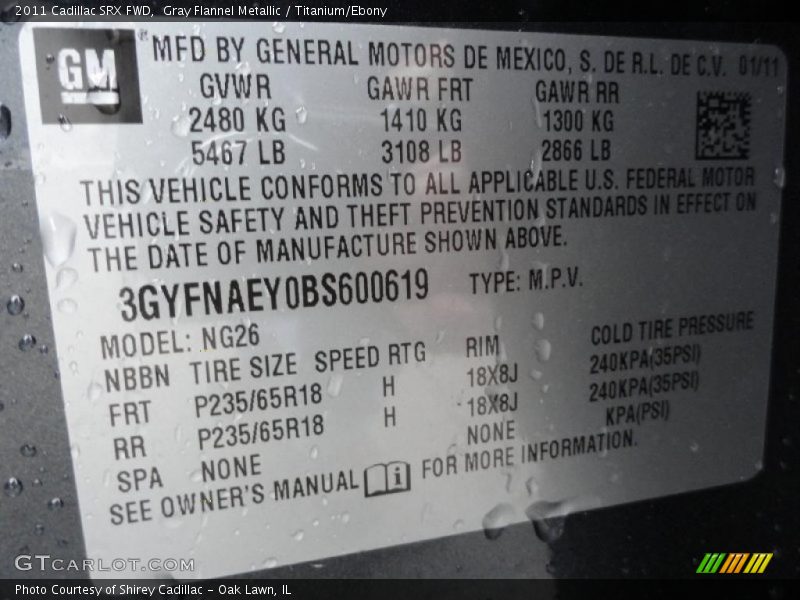 2011 Cadillac SRX FWD, Gray Flannel Metallic / Titanium/Ebony
GM
® MFD BY GENERAL MOTORS DE MEXICO, S. DE R.L. DE C.V. 01/11
GVWR GAWR FRT GAWR RR
2480 KG 1410 KG 1300 KG
5467 LB 3108 LB 2866 LB
THIS VEHICLE CONFORMS TO ALL APPLICABLE U.S. FEDERAL MOTOR
VEHICLE SAFETY AND THEFT PREVENTION STANDARDS IN EFFECT ON
THE DATE OF MANUFACTURE SHOWN ABOVE.
3GYFNAEY0BS600619 TYPE: M.P.V.
MODEL: NG26
NBBN TIRE SIZE SPEED RTG RIM COLD TIRE PRESSURE
FRT P235/65R18 H 18X8J 240KPA(35PSI)
RR P235/65R18 H 18X8J 240KPA(35PSI)
SPA NONE NONE KPA(PSI)
SEE OWNER'S MANUAL i FOR MORE INFORMATION.
GTCARLOT.COM
Photo Courtesy of Shirey Cadillac - Oak Lawn, IL